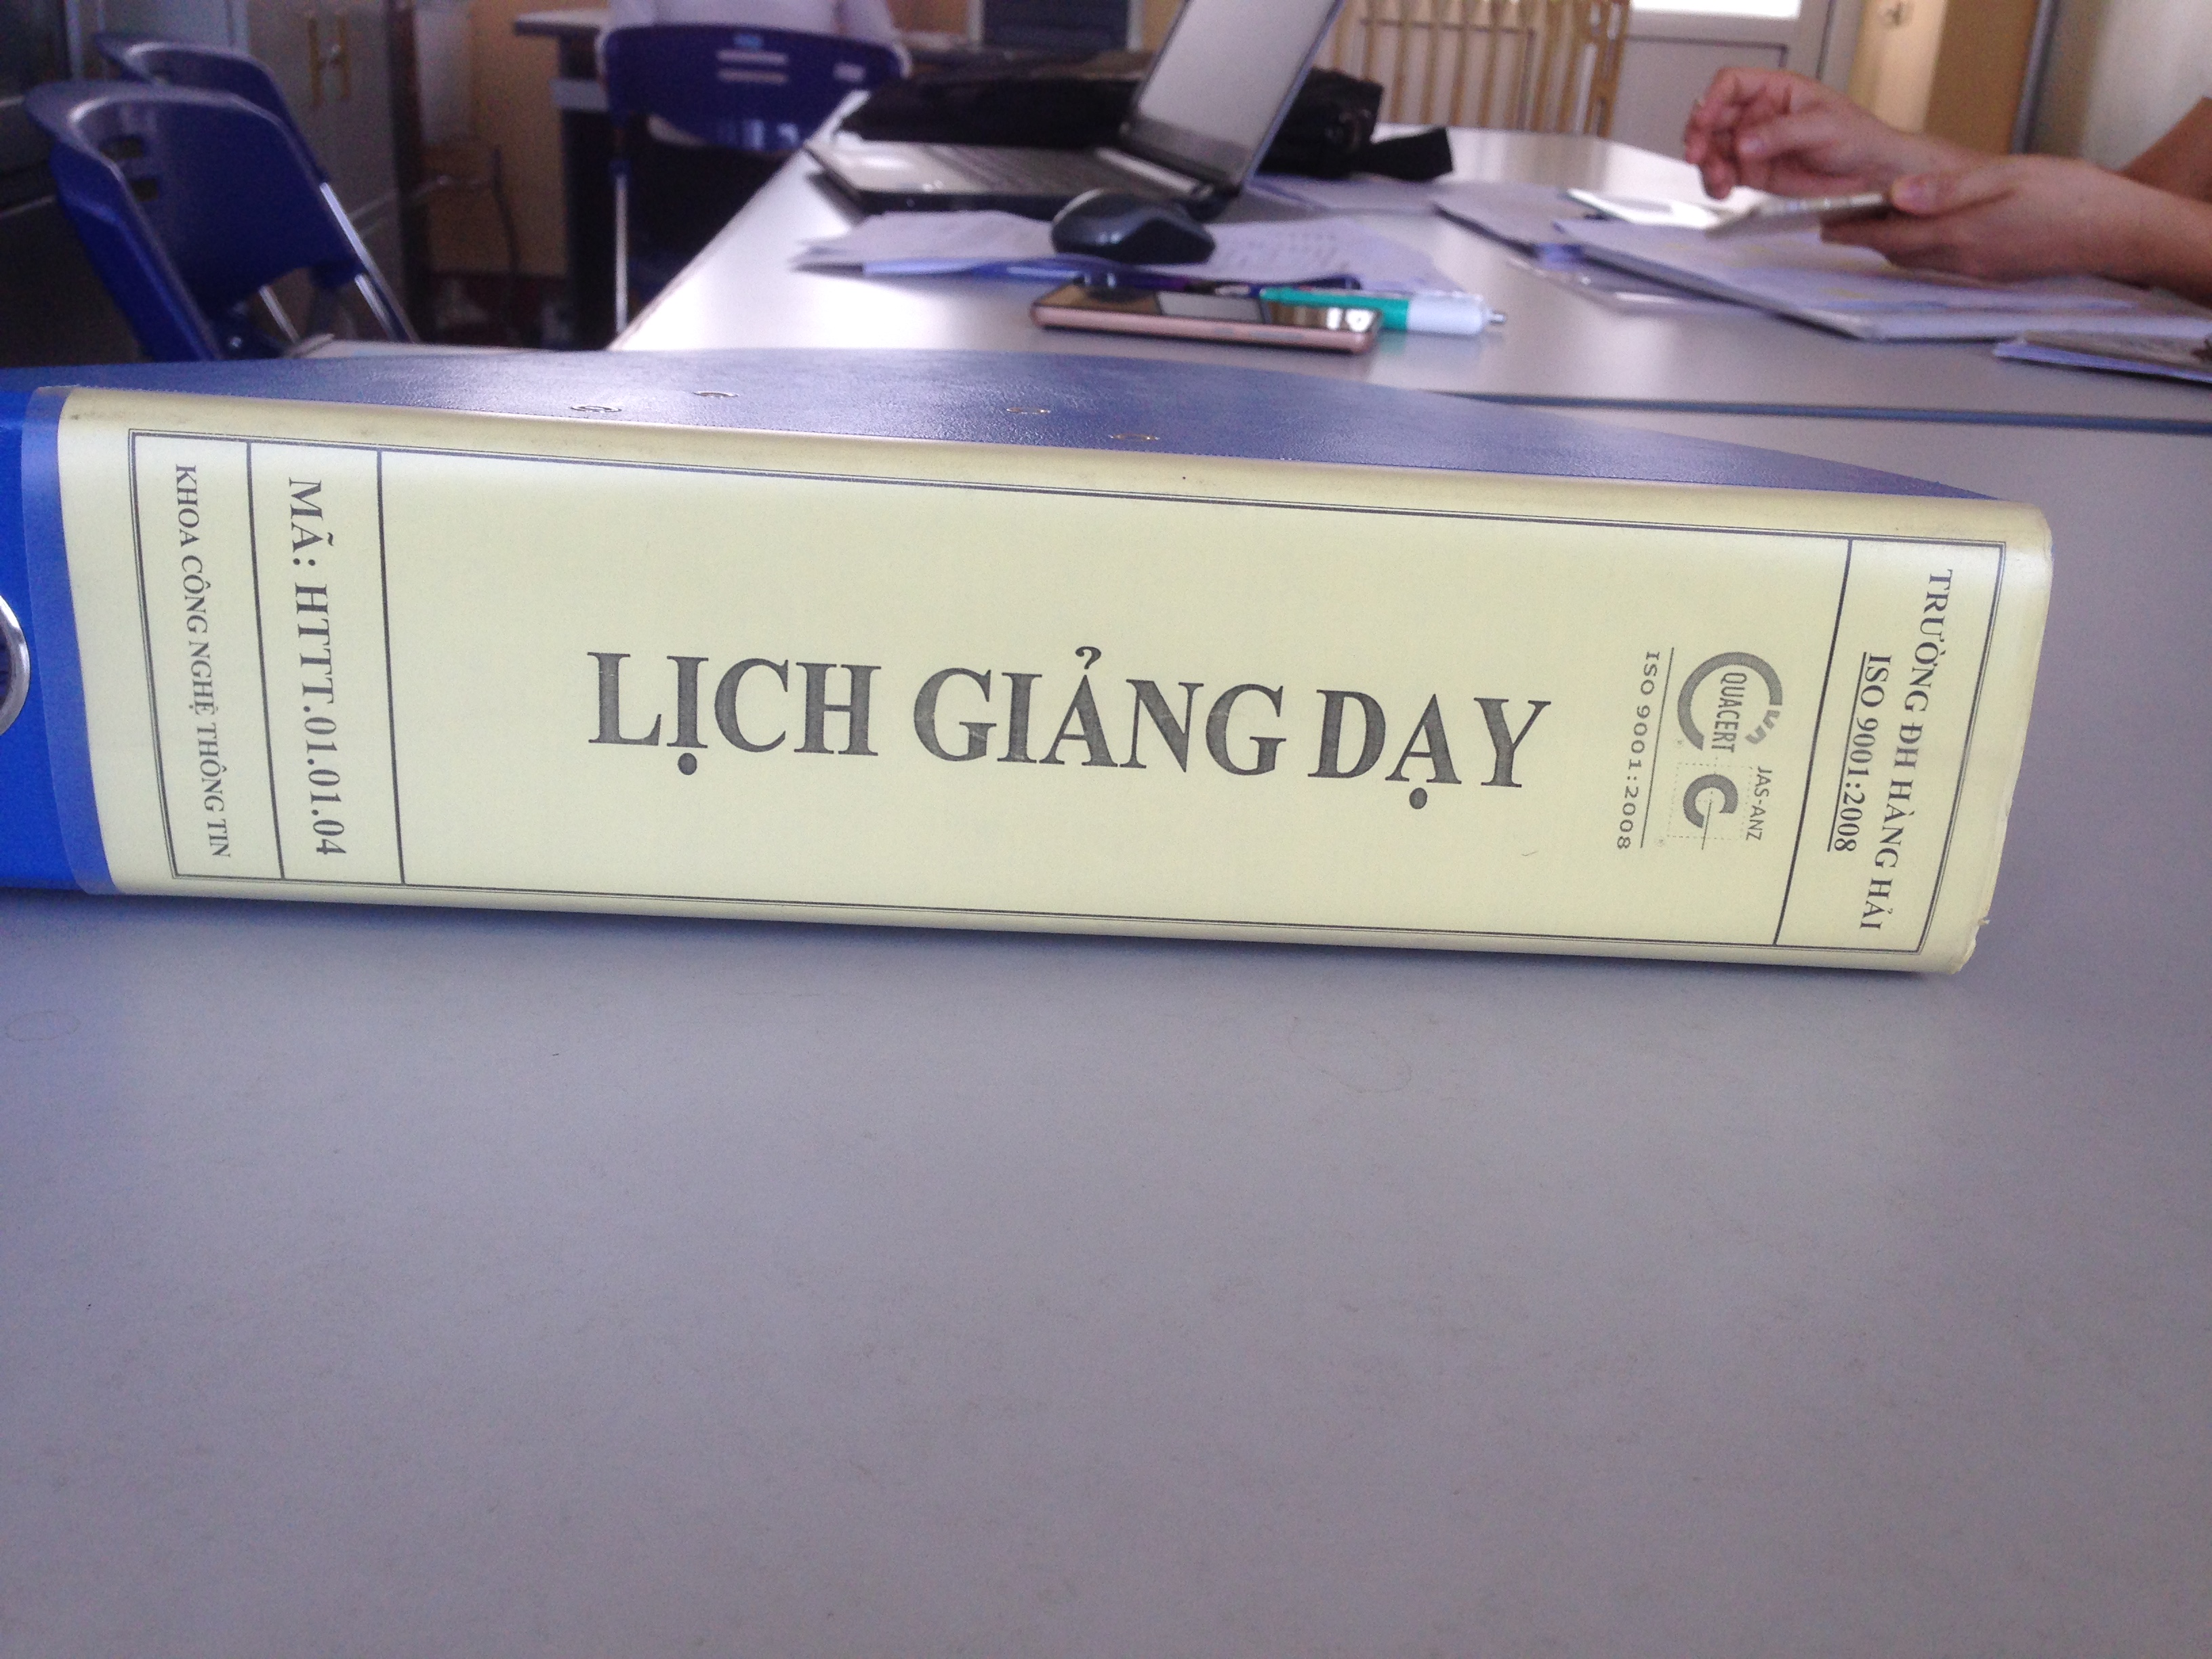 TRƯỜNG ĐH HÀNG HẢI
ISO 9001:2008
QUACERT
JAS-ANZ
ISO 9001:2008
LỊCH GIẢNG DẠY
MÃ: HTTT.01.01.04
KHOA CÔNG NGHỆ THÔNG TIN